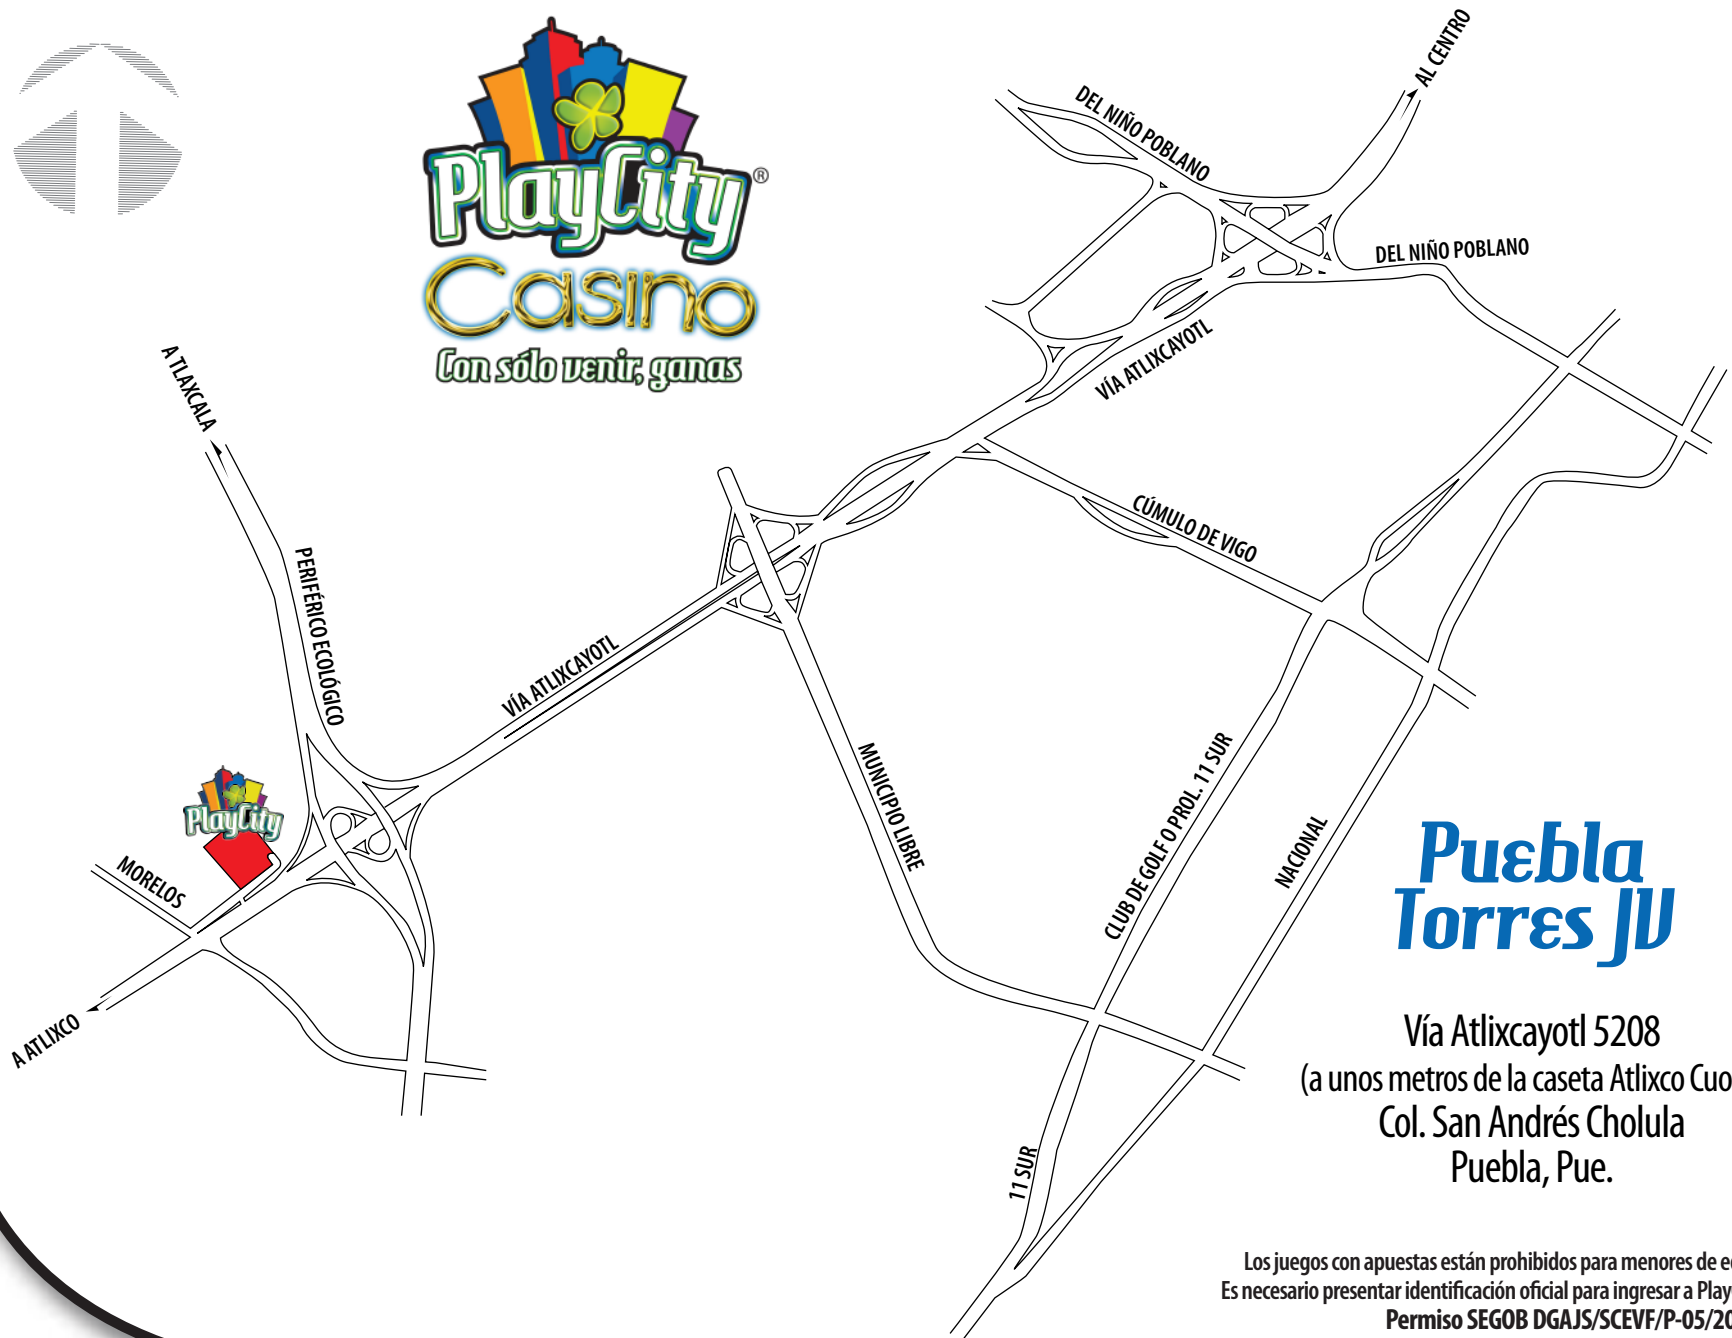 PlayCity®
Casino
Con sólo venir, ganas
AL CENTRO
DEL NIÑO POBLANO
DEL NIÑO POBLANO
VÍA ATLIXCAYOTL
A TLAXCALA
PERIFÉRICO ECOLÓGICO
CÚMULO DE VIGO
VÍA ATLIXCAYOTL
MUNICIPIO LIBRE
CLUB DE GOLF O PROL. 11 SUR
NACIONAL
PlayCity
MORELOS
A ATLIXCO
11 SUR
Puebla
Torres JV
Vía Atlixcayotl 5208
(a unos metros de la caseta Atlixco Cuo
Col. San Andrés Cholula
Puebla, Pue.
Los juegos con apuestas están prohibidos para menores de
Es necesario presentar identificación oficial para ingresar a Play
Permiso SEGOB DGAJS/SCEVF/P-05/20